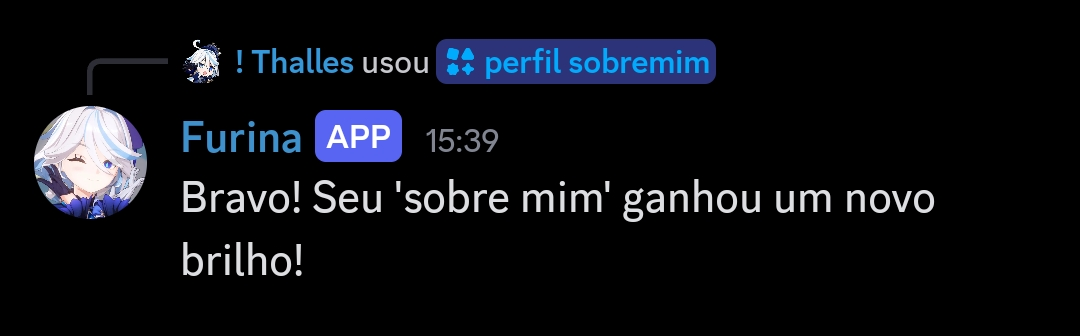 ! Thalles usou perfil sobremim
Furina APP 15:39
Bravo! Seu 'sobre mim' ganhou um novo
brilho!